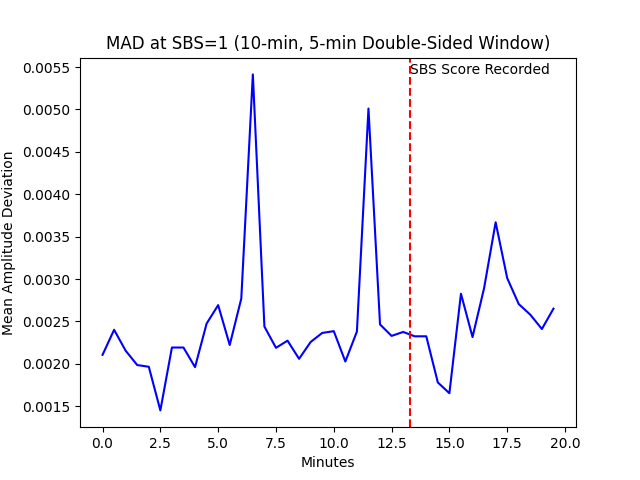 MAD at SBS=1 (10-min, 5-min Double-Sided Window)
SBS Score Recorded
0.0055
0.0050
0.0045
0.0040
0.0035
0.0030
0.0025
0.0020
0.0015
Mean Amplitude Deviation
0.0 2.5 5.0 7.5 10.0 12.5 15.0 17.5 20.0
Minutes